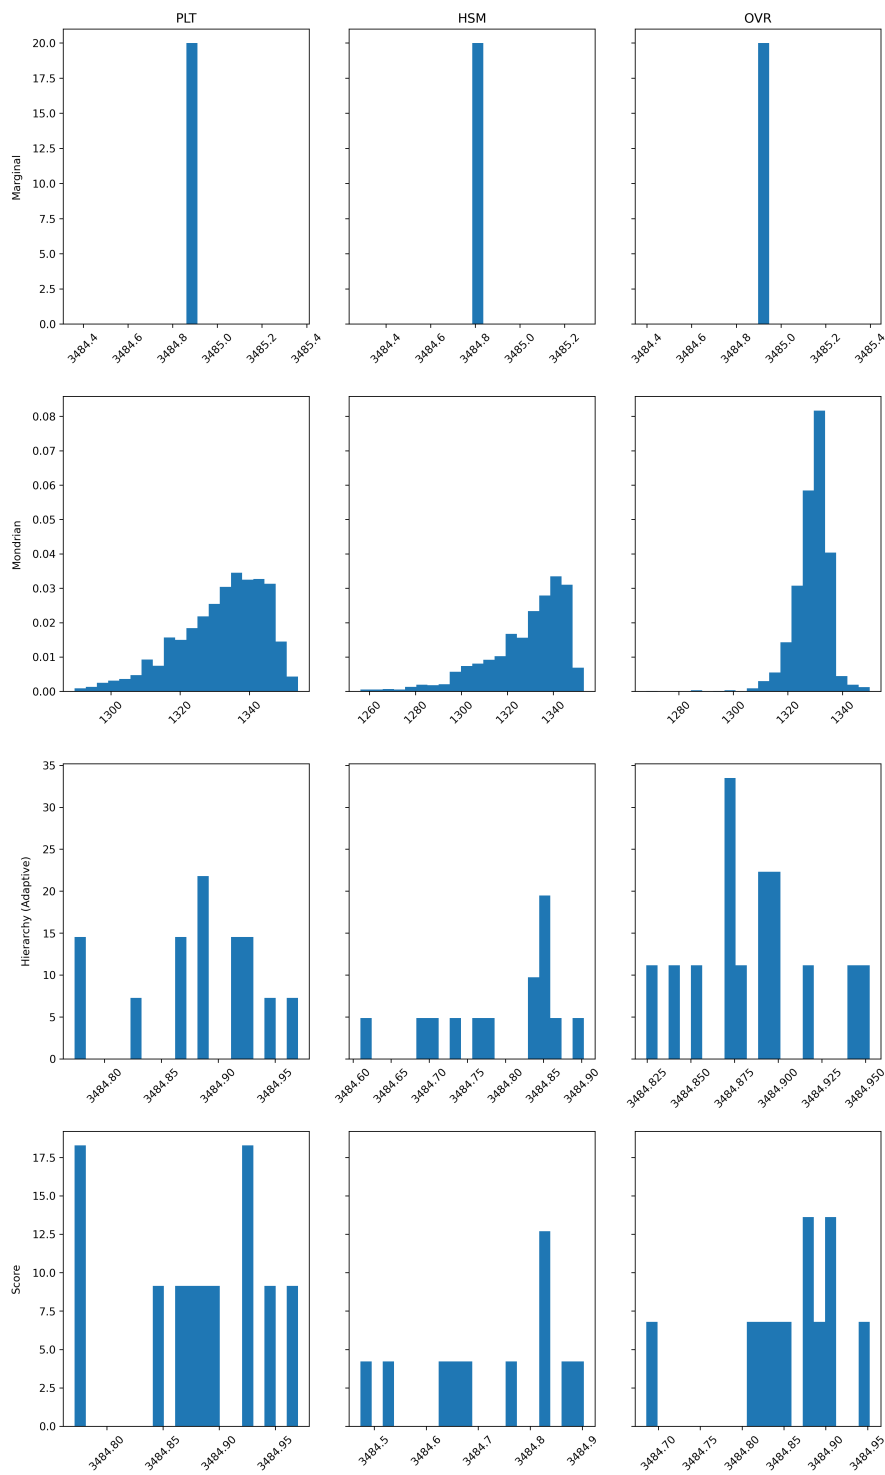 PLT HSM OVR
Marginal
20.0
17.5
15.0
12.5
10.0
7.5
5.0
2.5
0.0
3484.4 3484.6 3484.8 3485.0 3485.2 3485.4
3484.4 3484.6 3484.8 3485.0 3485.2
3484.4 3484.6 3484.8 3485.0 3485.2 3485.4
Mondrian
0.08
0.07
0.06
0.05
0.04
0.03
0.02
0.01
0.00
1300 1320 1340
1260 1280 1300 1320 1340
1280 1300 1320 1340
Hierarchy (Adaptive)
35
30
25
20
15
10
5
0
3484.80 3484.85 3484.90 3484.95
3484.60 3484.65 3484.70 3484.75 3484.80 3484.85 3484.90
3484.825 3484.850 3484.875 3484.900 3484.925 3484.950
Score
17.5
15.0
12.5
10.0
7.5
5.0
2.5
0.0
3484.80 3484.85 3484.90 3484.95
3484.5 3484.6 3484.7 3484.8 3484.9
3484.70 3484.75 3484.80 3484.85 3484.90 3484.95